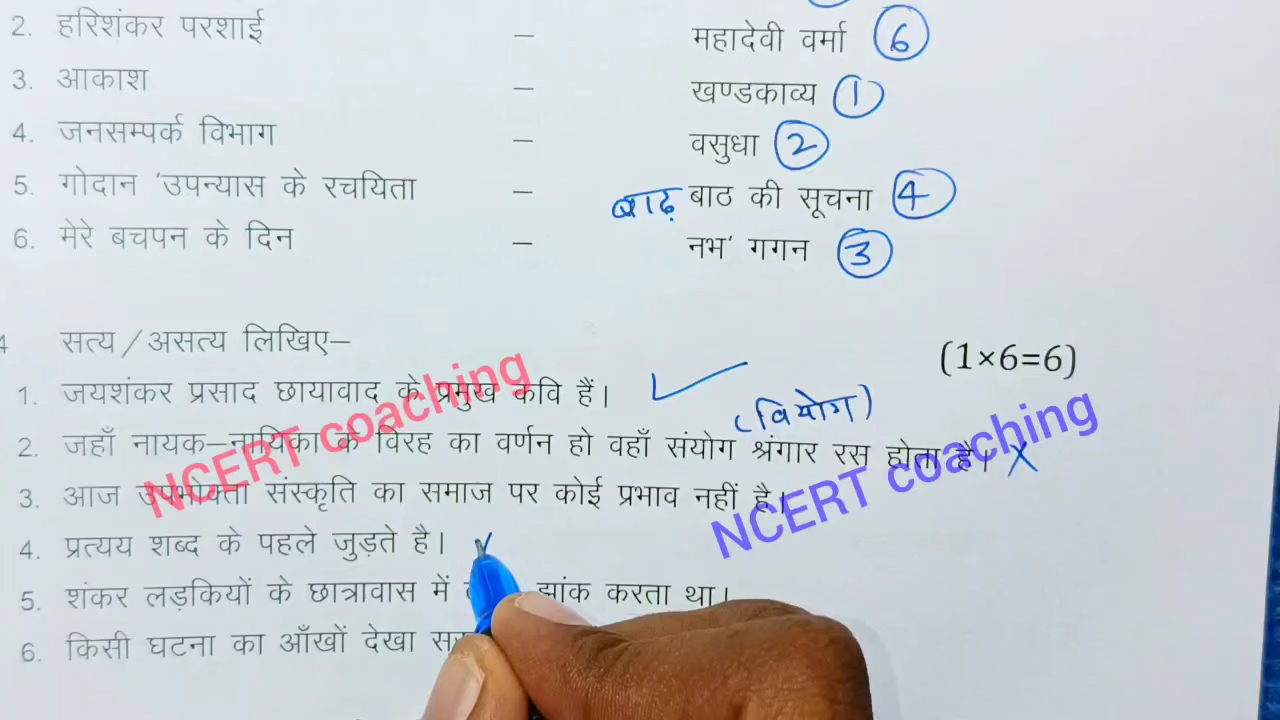 2. हरिशंकर परशाई – महादेवी वर्मा 6
3. आकाश – खण्डकाव्य 1
4. जनसम्पर्क विभाग – वसुधा 2
5. गोदान 'उपन्यास के रचयिता – बाढ़ बाठ की सूचना 4
6. मेरे बचपन के दिन – नभ' गगन 3
4 सत्य/असत्य लिखिए–
(1×6=6)
1. जयशंकर प्रसाद छायावाद के प्रमुख कवि हैं। ✓
(वियोग)
2. जहाँ नायक–नायिका के विरह का वर्णन हो वहाँ संयोग श्रंगार रस होता है। X
3. आज उपभोक्ता संस्कृति का समाज पर कोई प्रभाव नहीं है।
4. प्रत्यय शब्द के पहले जुड़ते है।
5. शंकर लड़कियों के छात्रावास में झांक करता था।
6. किसी घटना का आँखों देखा
NCERT coaching
NCERT coaching